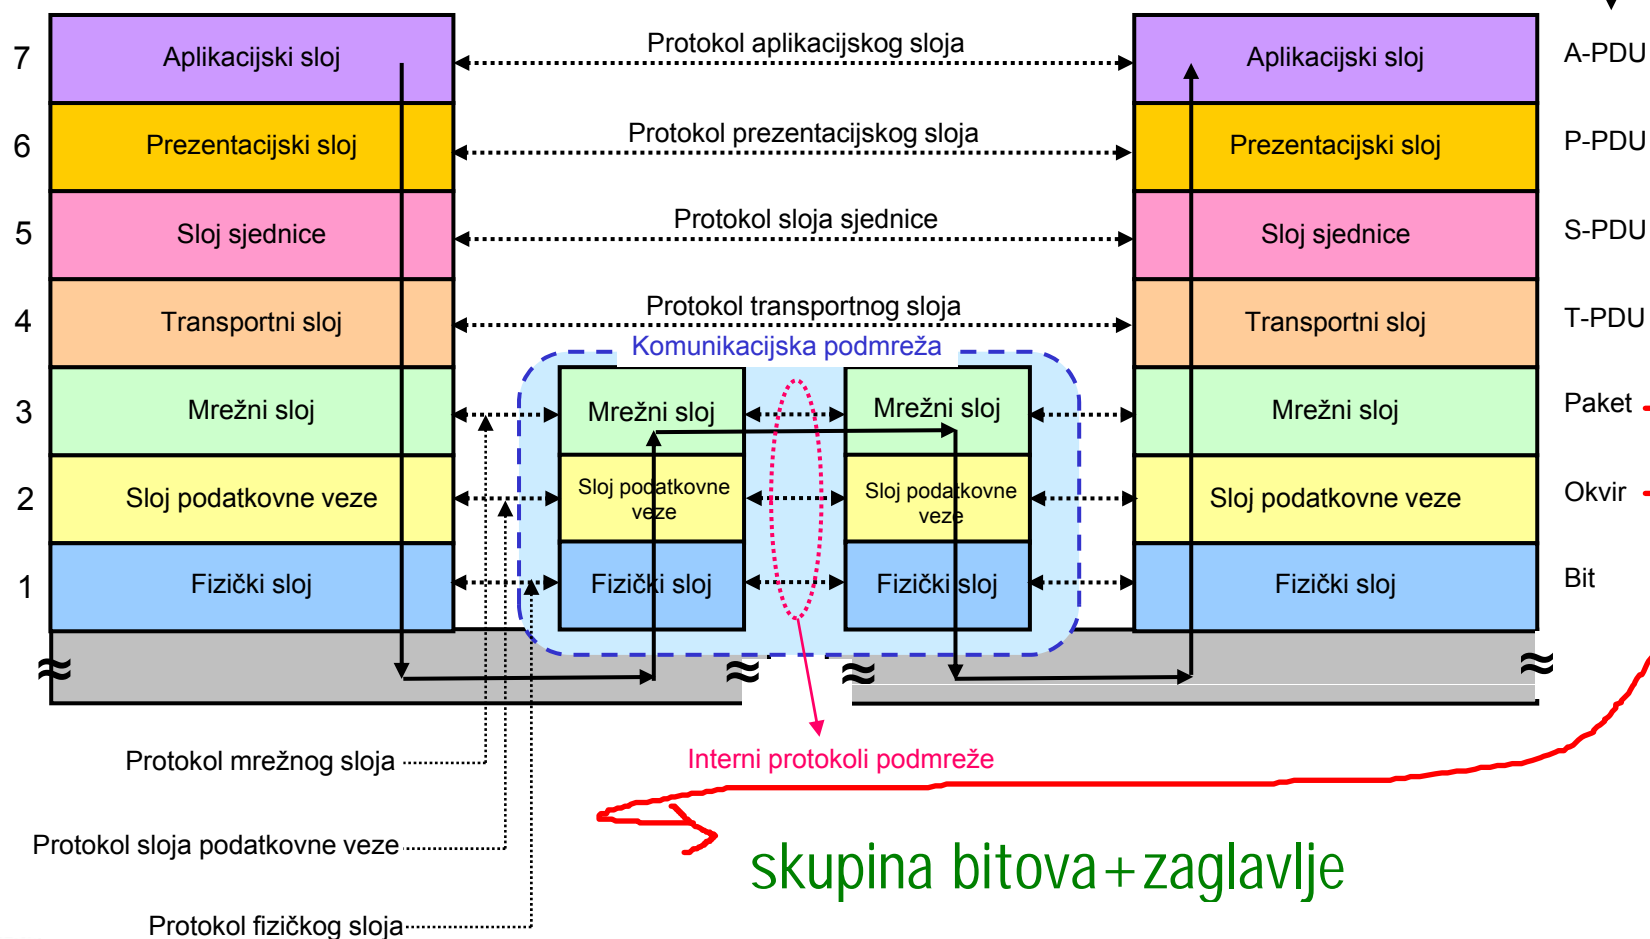 7
Aplikacijski sloj
Protokol aplikacijskog sloja
Aplikacijski sloj
A-PDU
6
Prezentacijski sloj
Protokol prezentacijskog sloja
Prezentacijski sloj
P-PDU
5
Sloj sjednice
Protokol sloja sjednice
Sloj sjednice
S-PDU
4
Transportni sloj
Protokol transportnog sloja
Transportni sloj
T-PDU
Komunikacijska podmreža
3
Mrežni sloj
Mrežni sloj
Mrežni sloj
Mrežni sloj
Paket
2
Sloj podatkovne veze
Sloj podatkovne
veze
Sloj podatkovne
veze
Sloj podatkovne veze
Okvir
1
Fizički sloj
Fizički sloj
Fizički sloj
Fizički sloj
Bit
Protokol mrežnog sloja
Interni protokoli podmreže
Protokol sloja podatkovne veze
skupina bitova+zaglavlje
Protokol fizičkog sloja